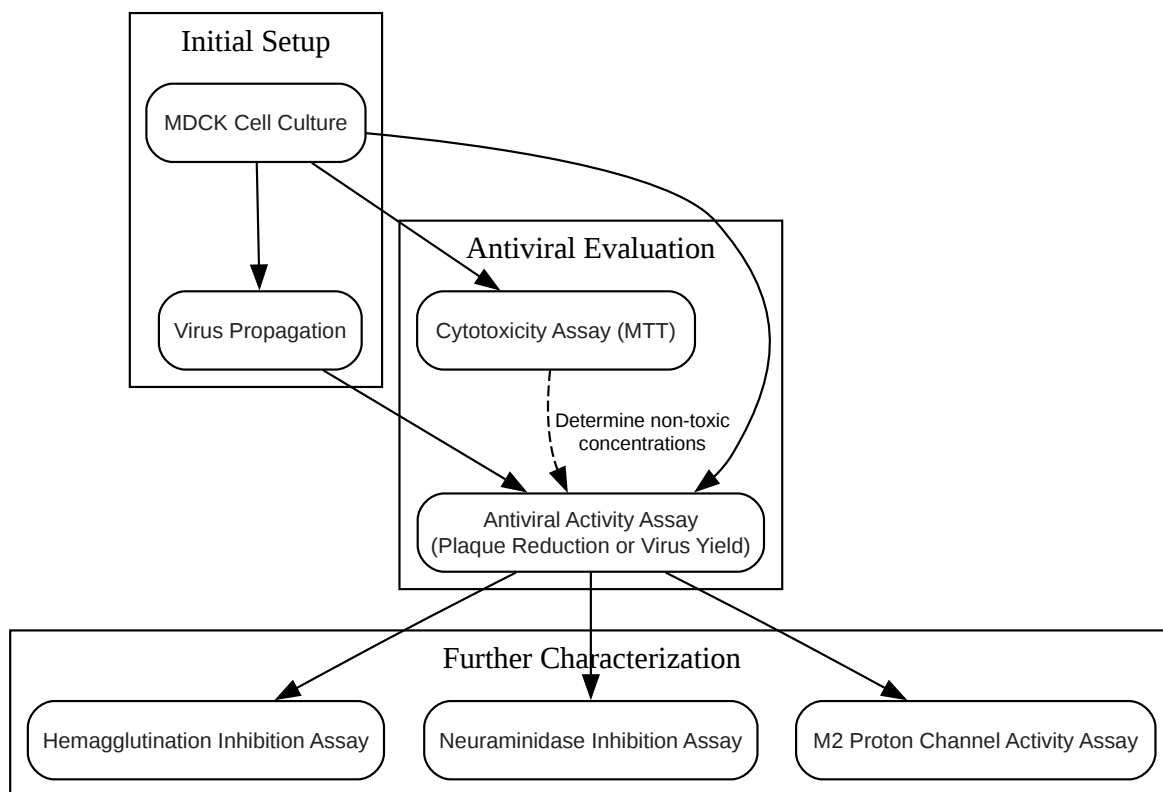 Initial Setup
MDCK Cell Culture
Antiviral Evaluation
Virus Propagation
Cytotoxicity Assay (MTT)
Determine non-toxic
concentrations
Antiviral Activity Assay
(Plaque Reduction or Virus Yield)
Further Characterization
Hemagglutination Inhibition Assay
Neuraminidase Inhibition Assay
M2 Proton Channel Activity Assay